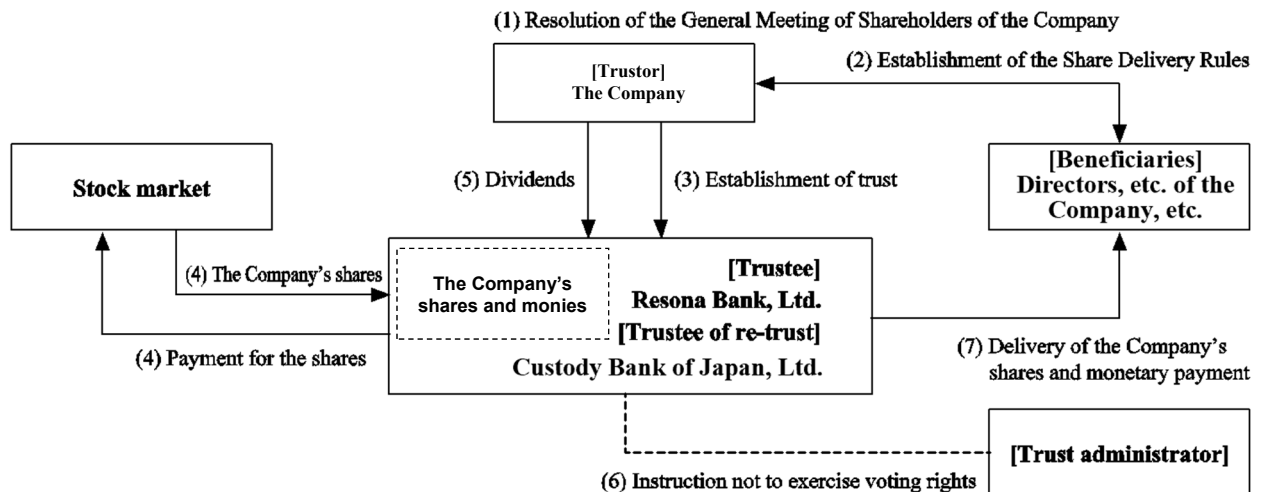 (1) Resolution of the General Meeting of Shareholders of the Company
[Trustor]
The Company
(2) Establishment of the Share Delivery Rules
Stock market
(5) Dividends
(3) Establishment of trust
[Beneficiaries]
Directors, etc. of the
Company, etc.
(4) The Company's shares
The Company's
shares and monies
[Trustee]
Resona Bank, Ltd.
[Trustee of re-trust]
Custody Bank of Japan, Ltd.
(4) Payment for the shares
(7) Delivery of the Company's
shares and monetary payment
[Trust administrator]
(6) Instruction not to exercise voting rights